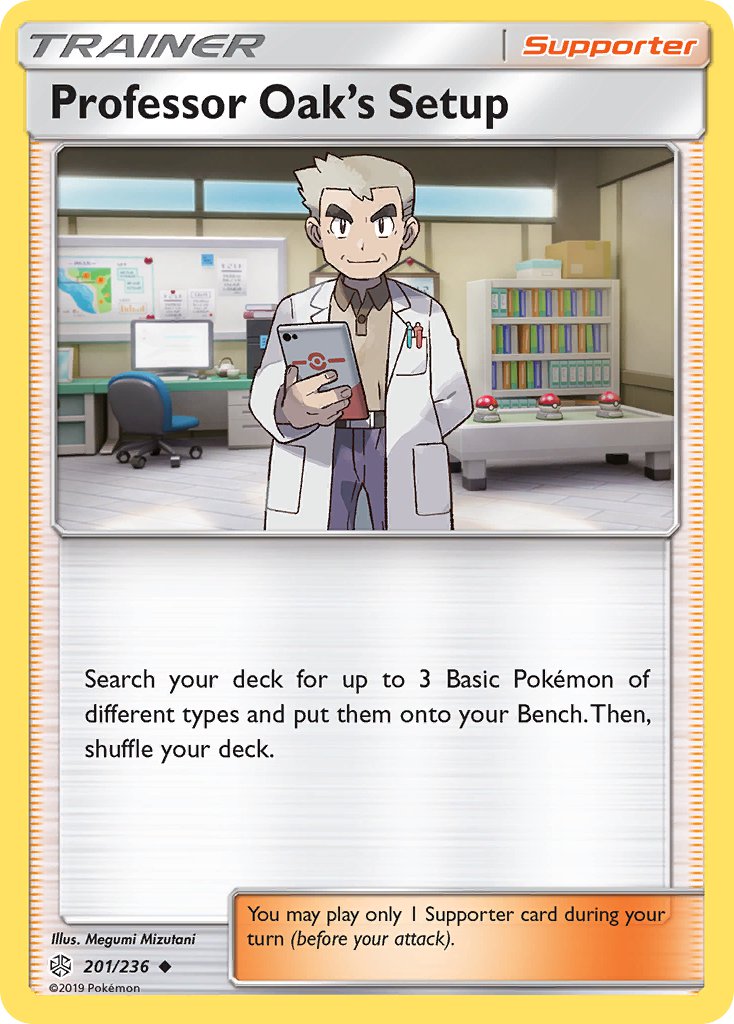 TRAINER
Supporter
Professor Oak's Setup
Search your deck for up to 3 Basic Pokémon of
different types and put them onto your Bench. Then,
shuffle your deck.
You may play only 1 Supporter card during your
turn (before your attack).
Illus. Megumi Mizutani
201/236
©2019 Pokémon